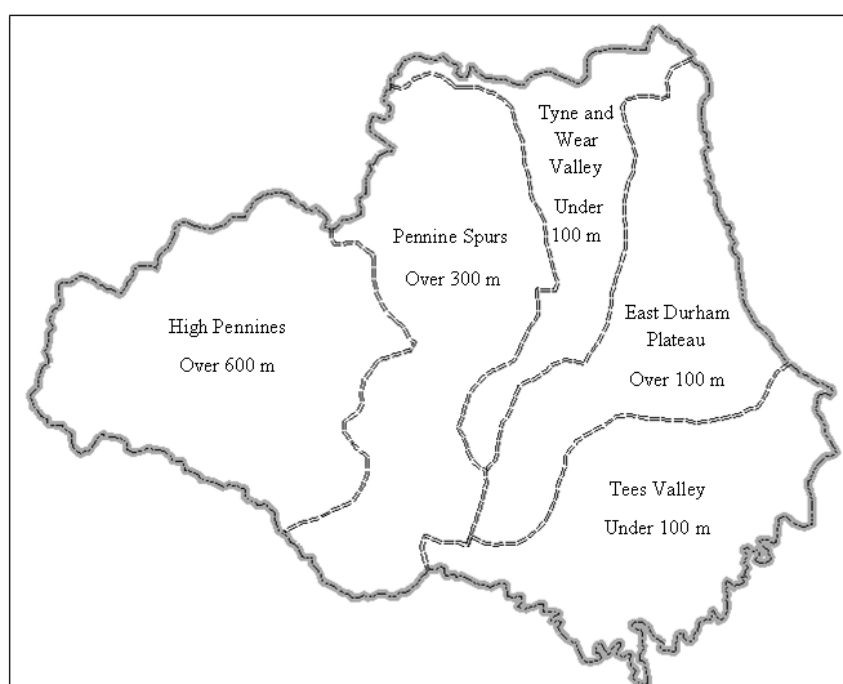 Tyne and
Wear
Valley
Under
100 m
Pennine Spurs
Over 300 m
High Pennines
Over 600 m
East Durham
Plateau
Over 100 m
Tees Valley
Under 100 m